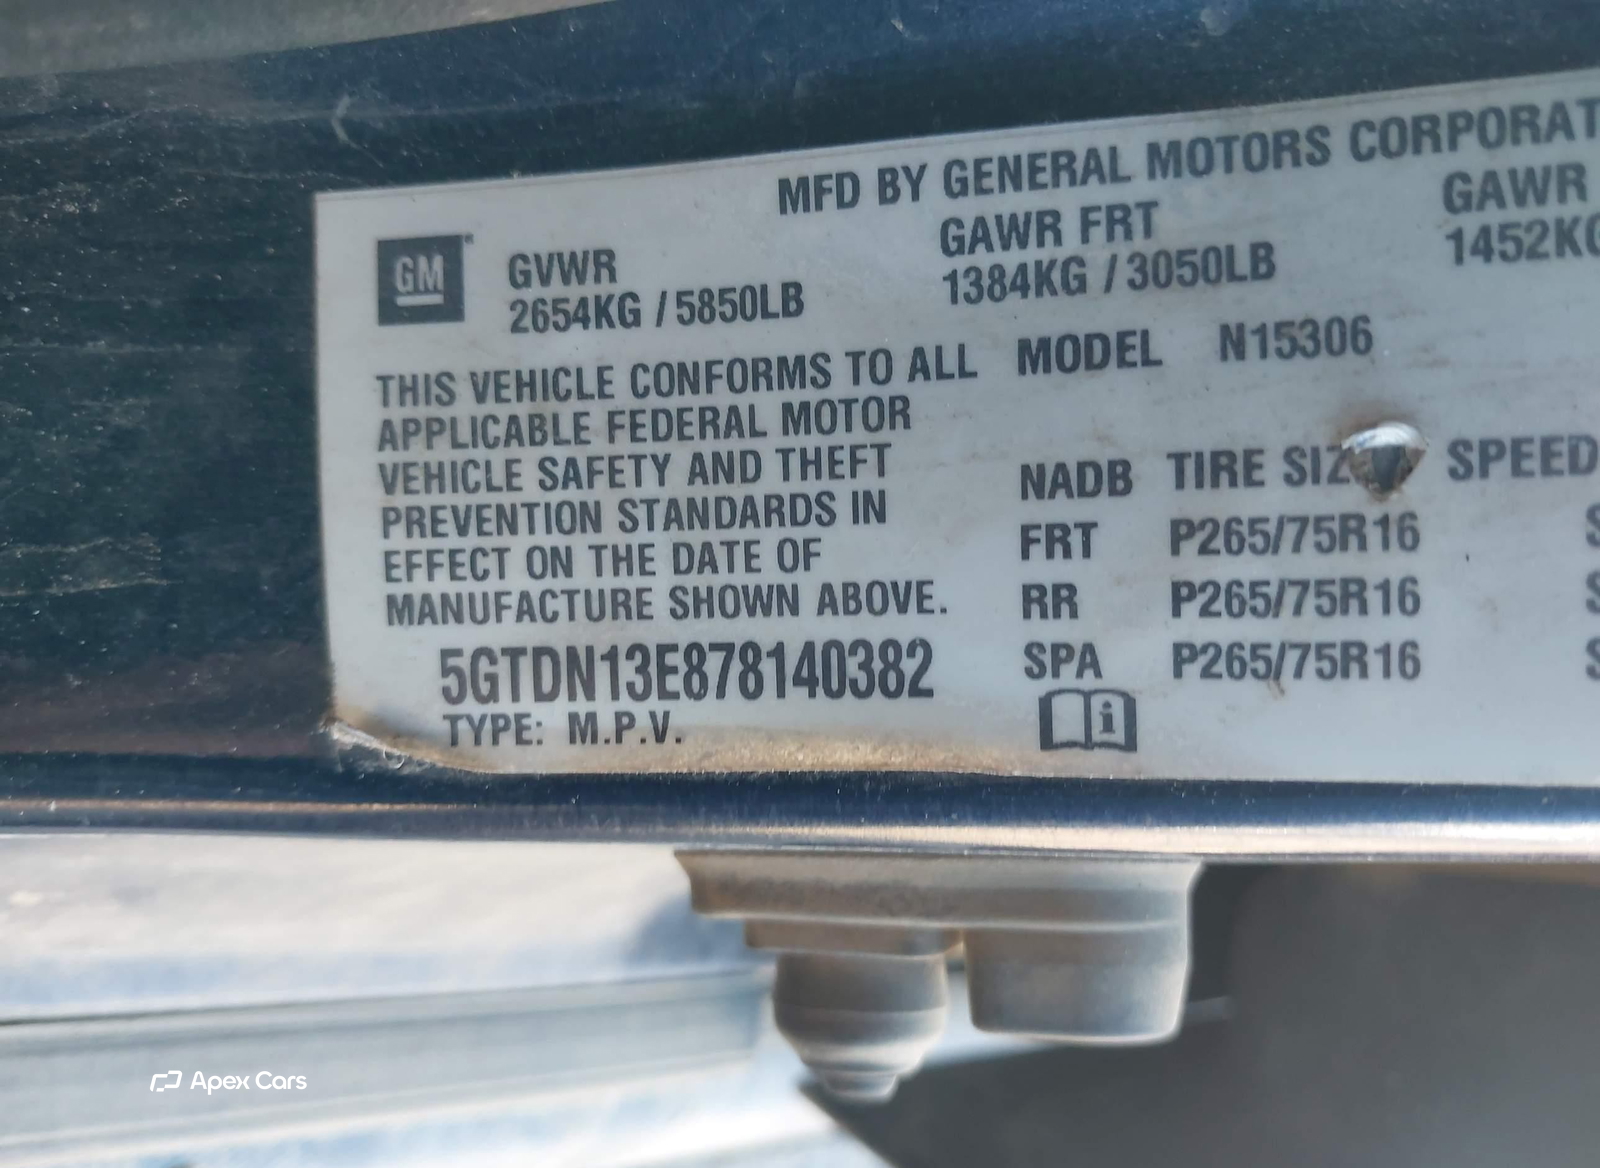 MFD BY GENERAL MOTORS CORPORAT
GM
GVWR
2654KG / 5850LB
GAWR FRT
1384KG / 3050LB
GAWR
1452KG
THIS VEHICLE CONFORMS TO ALL
APPLICABLE FEDERAL MOTOR
VEHICLE SAFETY AND THEFT
PREVENTION STANDARDS IN
EFFECT ON THE DATE OF
MANUFACTURE SHOWN ABOVE.
5GTDN13E878140382
TYPE: M.P.V.
MODEL N15306
NADB TIRE SIZ SPEED
FRT P265/75R16 S
RR P265/75R16 S
SPA P265/75R16 S
i
Apex Cars